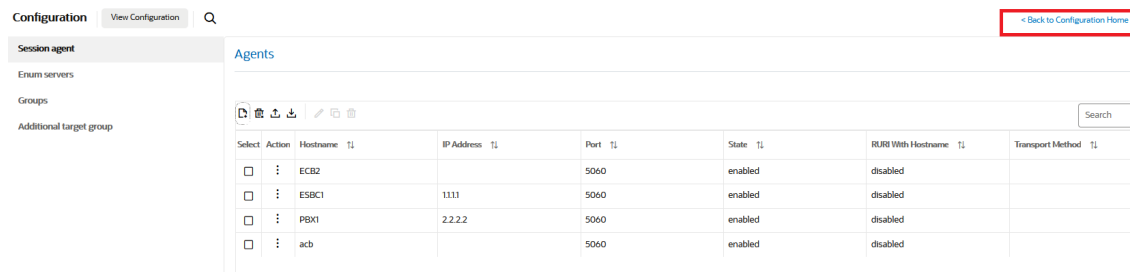 Configuration View Configuration < Back to Configuration Home
Session agent
Enum servers
Groups
Additional target group
Agents
Search
Select Action Hostname IP Address Port State RURI With Hostname Transport Method
ECB2 5060 enabled disabled
ESBC1 1.1.1.1 5060 enabled disabled
PBX1 2.2.2.2 5060 enabled disabled
acb 5060 enabled disabled